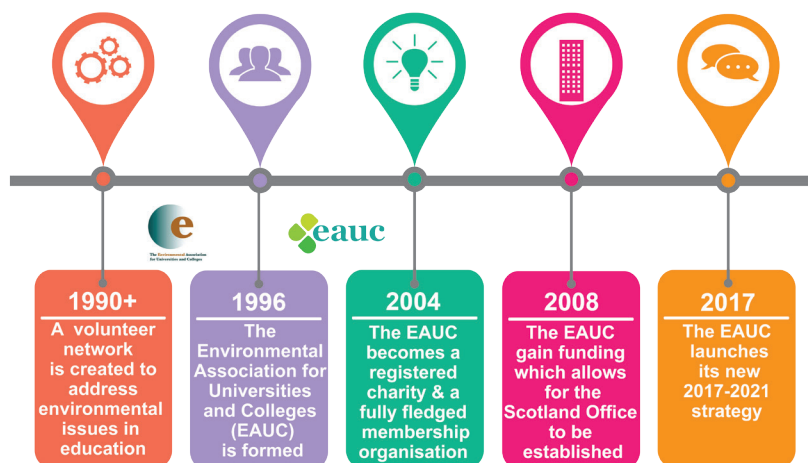 e
The Environmental Association
for Universities and Colleges
eauc
1990+
A volunteer
network
is created to
address
environmental
issues in
education
1996
The
Environmental
Association for
Universities
and Colleges
(EAUC)
is formed
2004
The EAUC
becomes a
registered
charity & a
fully fledged
membership
organisation
2008
The EAUC
gain funding
which allows
for the
Scotland Office
to be
established
2017
The EAUC
launches
its new
2017-2021
strategy